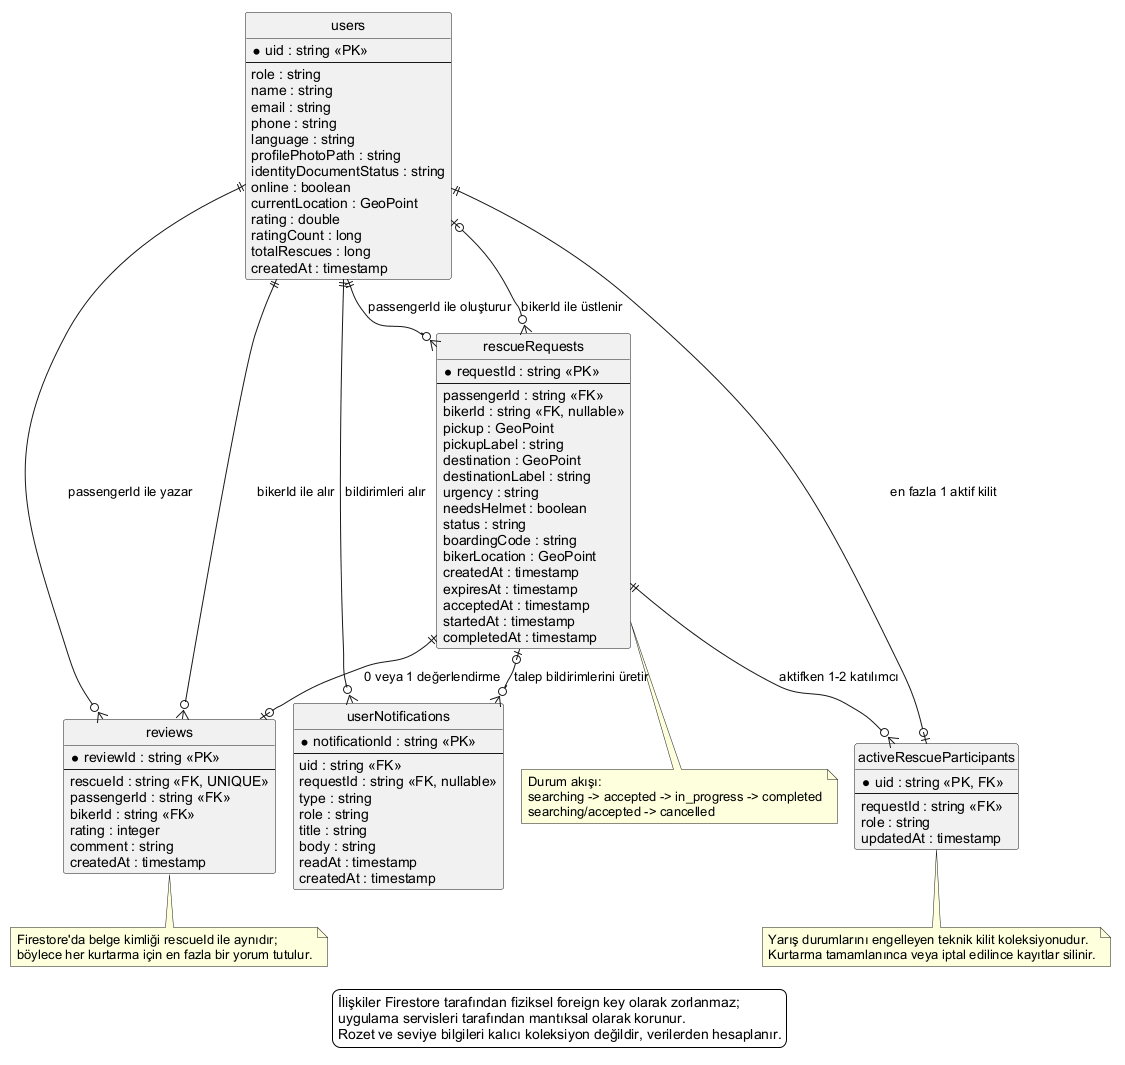 users
uid : string «PK»
role : string
name : string
email : string
phone : string
language : string
profilePhotoPath : string
identityDocumentStatus : string
online : boolean
currentLocation : GeoPoint
rating : double
ratingCount : long
totalRescues : long
createdAt : timestamp
passengerId ile oluşturur
bikerId ile üstlenir
rescueRequests
requestId : string «PK»
passengerId : string «FK»
bikerId : string «FK, nullable»
pickup : GeoPoint
pickupLabel : string
destination : GeoPoint
destinationLabel : string
urgency : string
needsHelmet : boolean
status : string
boardingCode : string
bikerLocation : GeoPoint
createdAt : timestamp
expiresAt : timestamp
acceptedAt : timestamp
startedAt : timestamp
completedAt : timestamp
passengerId ile yazar
bikerId ile alır
bildirimleri alır
en fazla 1 aktif kilit
0 veya 1 değerlendirme
talep bildirimlerini üretir
aktifken 1-2 katılımcı
reviews
reviewId : string «PK»
rescueId : string «FK, UNIQUE»
passengerId : string «FK»
bikerId : string «FK»
rating : integer
comment : string
createdAt : timestamp
userNotifications
notificationId : string «PK»
uid : string «FK»
requestId : string «FK, nullable»
type : string
role : string
title : string
body : string
readAt : timestamp
createdAt : timestamp
Durum akışı:
searching -> accepted -> in_progress -> completed
searching/accepted -> cancelled
activeRescueParticipants
uid : string «PK, FK»
requestId : string «FK»
role : string
updatedAt : timestamp
Firestore'da belge kimliği rescueId ile aynıdır;
böylece her kurtarma için en fazla bir yorum tutulur.
Yarış durumlarını engelleyen teknik kilit koleksiyonudur.
Kurtarma tamamlanınca veya iptal edilince kayıtlar silinir.
İlişkiler Firestore tarafından fiziksel foreign key olarak zorlanmaz;
uygulama servisleri tarafından mantıksal olarak korunur.
Rozet ve seviye bilgileri kalıcı koleksiyon değildir, verilerden hesaplanır.